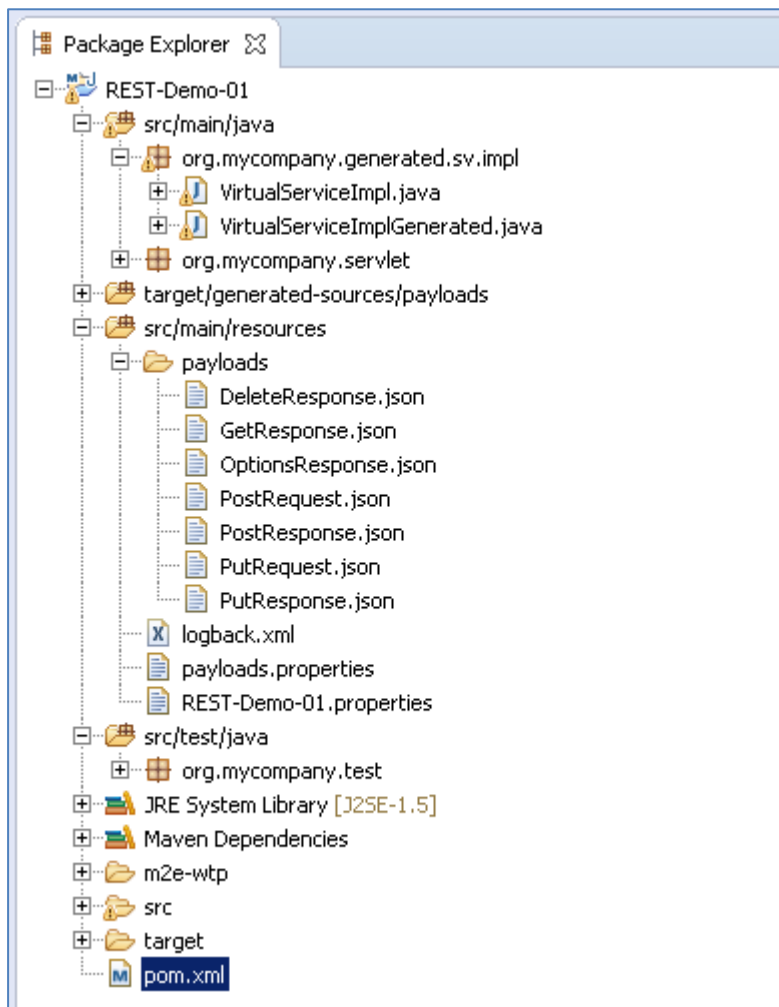 Package Explorer
REST-Demo-01
src/main/java
org.mycompany.generated.sv.impl
VirtualServiceImpl.java
VirtualServiceImplGenerated.java
org.mycompany.servlet
target/generated-sources/payloads
src/main/resources
payloads
DeleteResponse.json
GetResponse.json
OptionsResponse.json
PostRequest.json
PostResponse.json
PutRequest.json
PutResponse.json
logback.xml
payloads.properties
REST-Demo-01.properties
src/test/java
org.mycompany.test
JRE System Library [J2SE-1.5]
Maven Dependencies
m2e-wtp
src
target
pom.xml